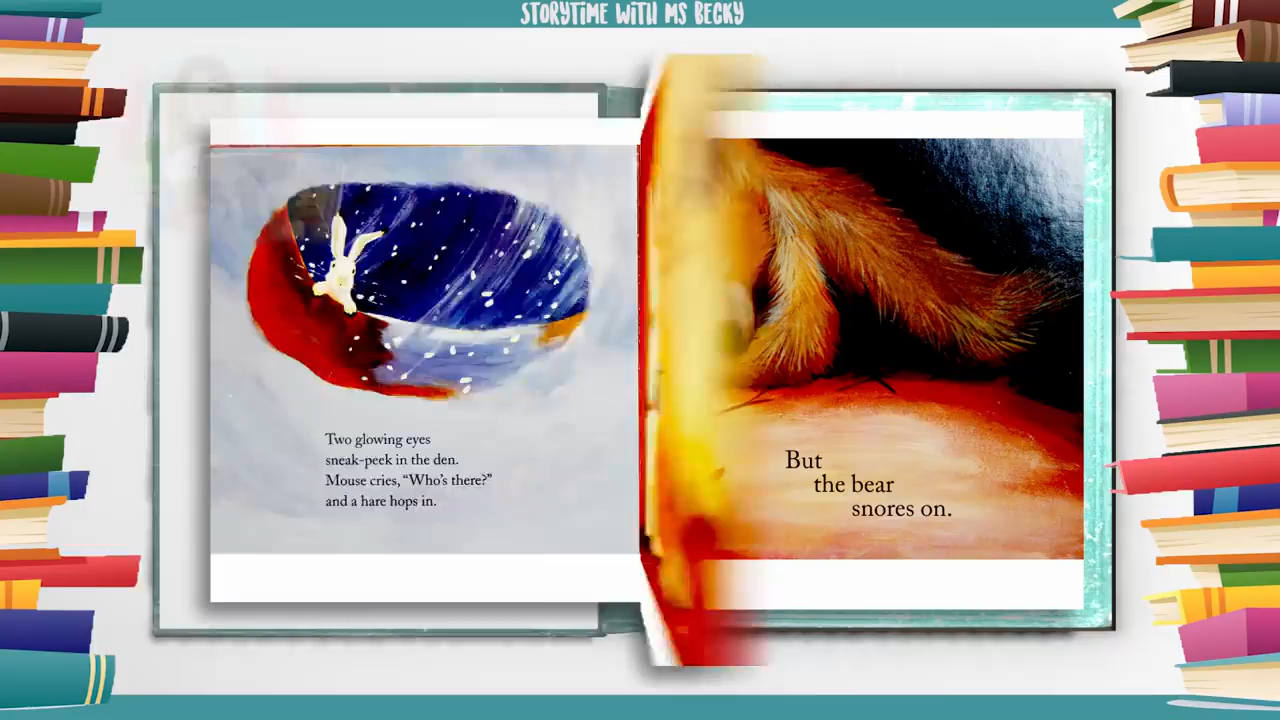 STORYTIME WITH MS BECKY
Two glowing eyes
sneak-peek in the den.
Mouse cries, “Who’s there?”
and a hare hops in.
But
the bear
snores on.